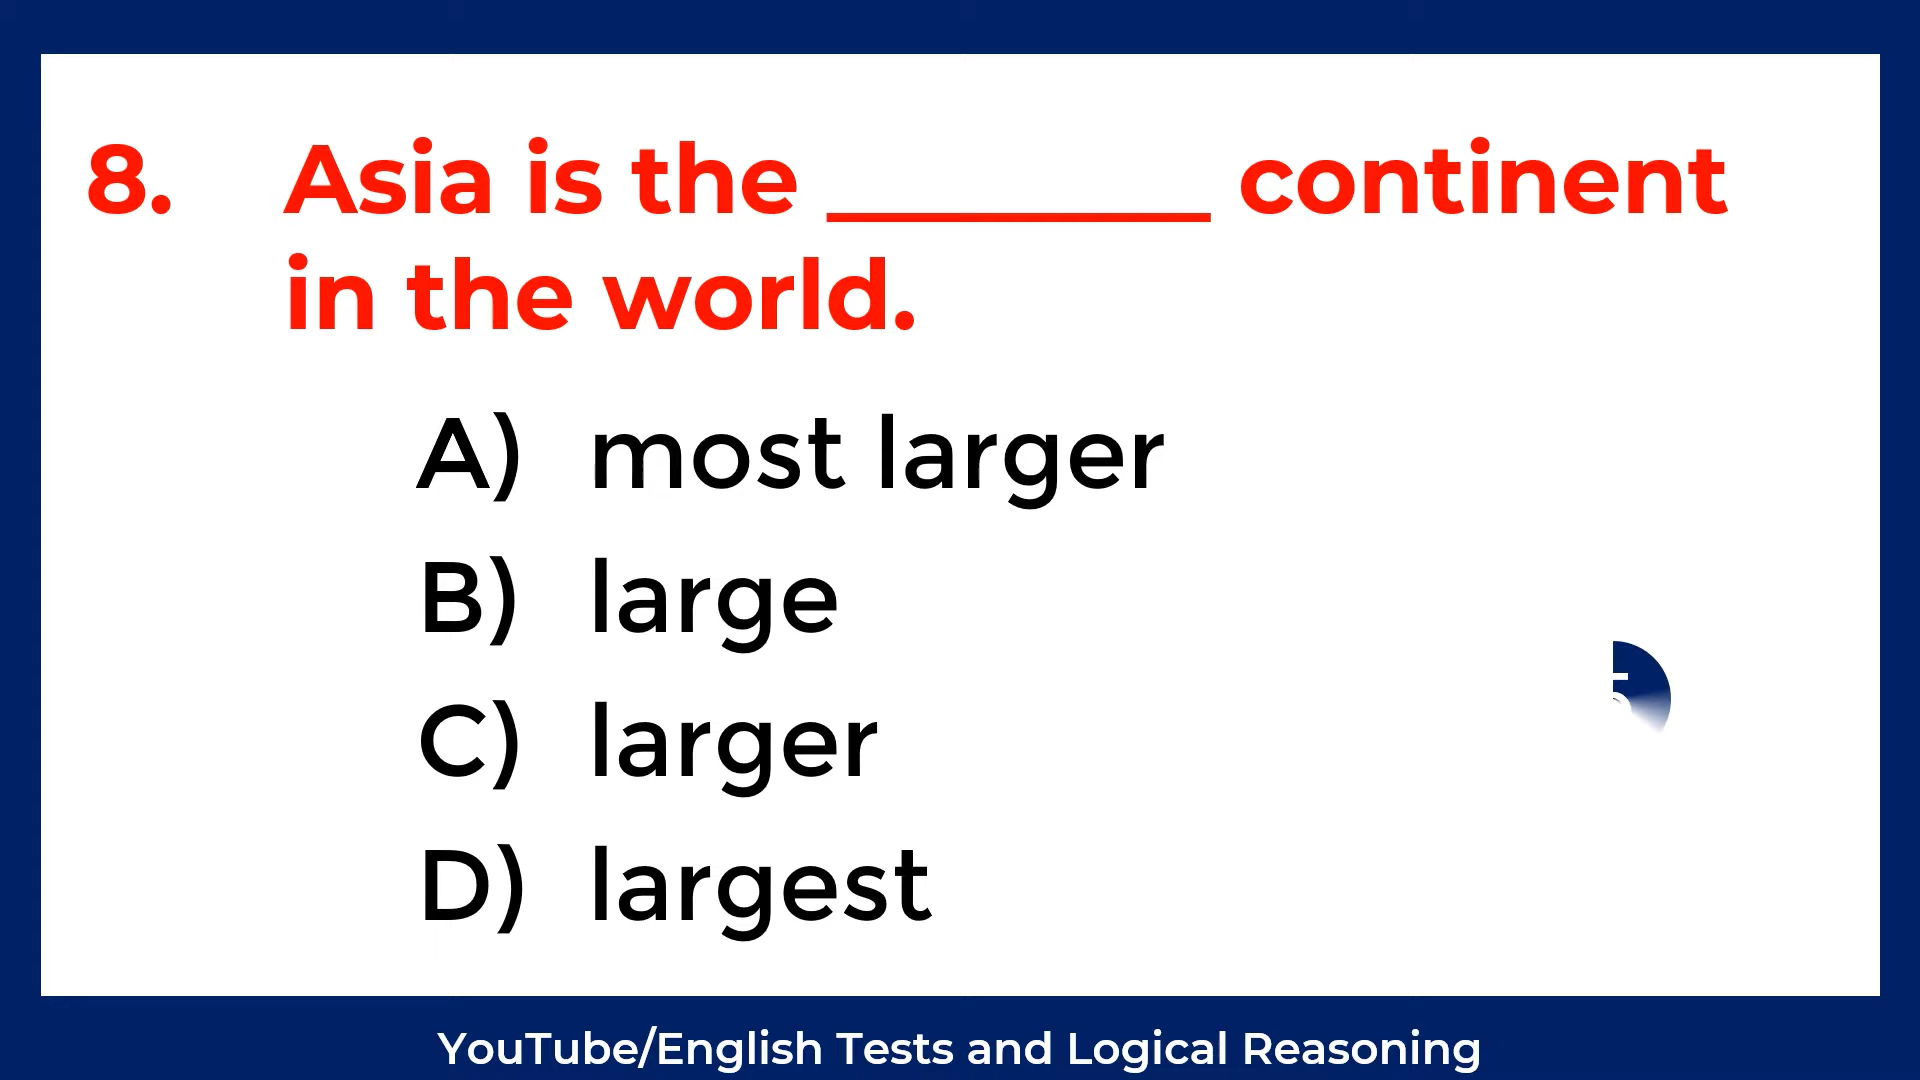 8. Asia is the ________ continent
in the world.
A) most larger
B) large
C) larger
D) largest
YouTube/English Tests and Logical Reasoning